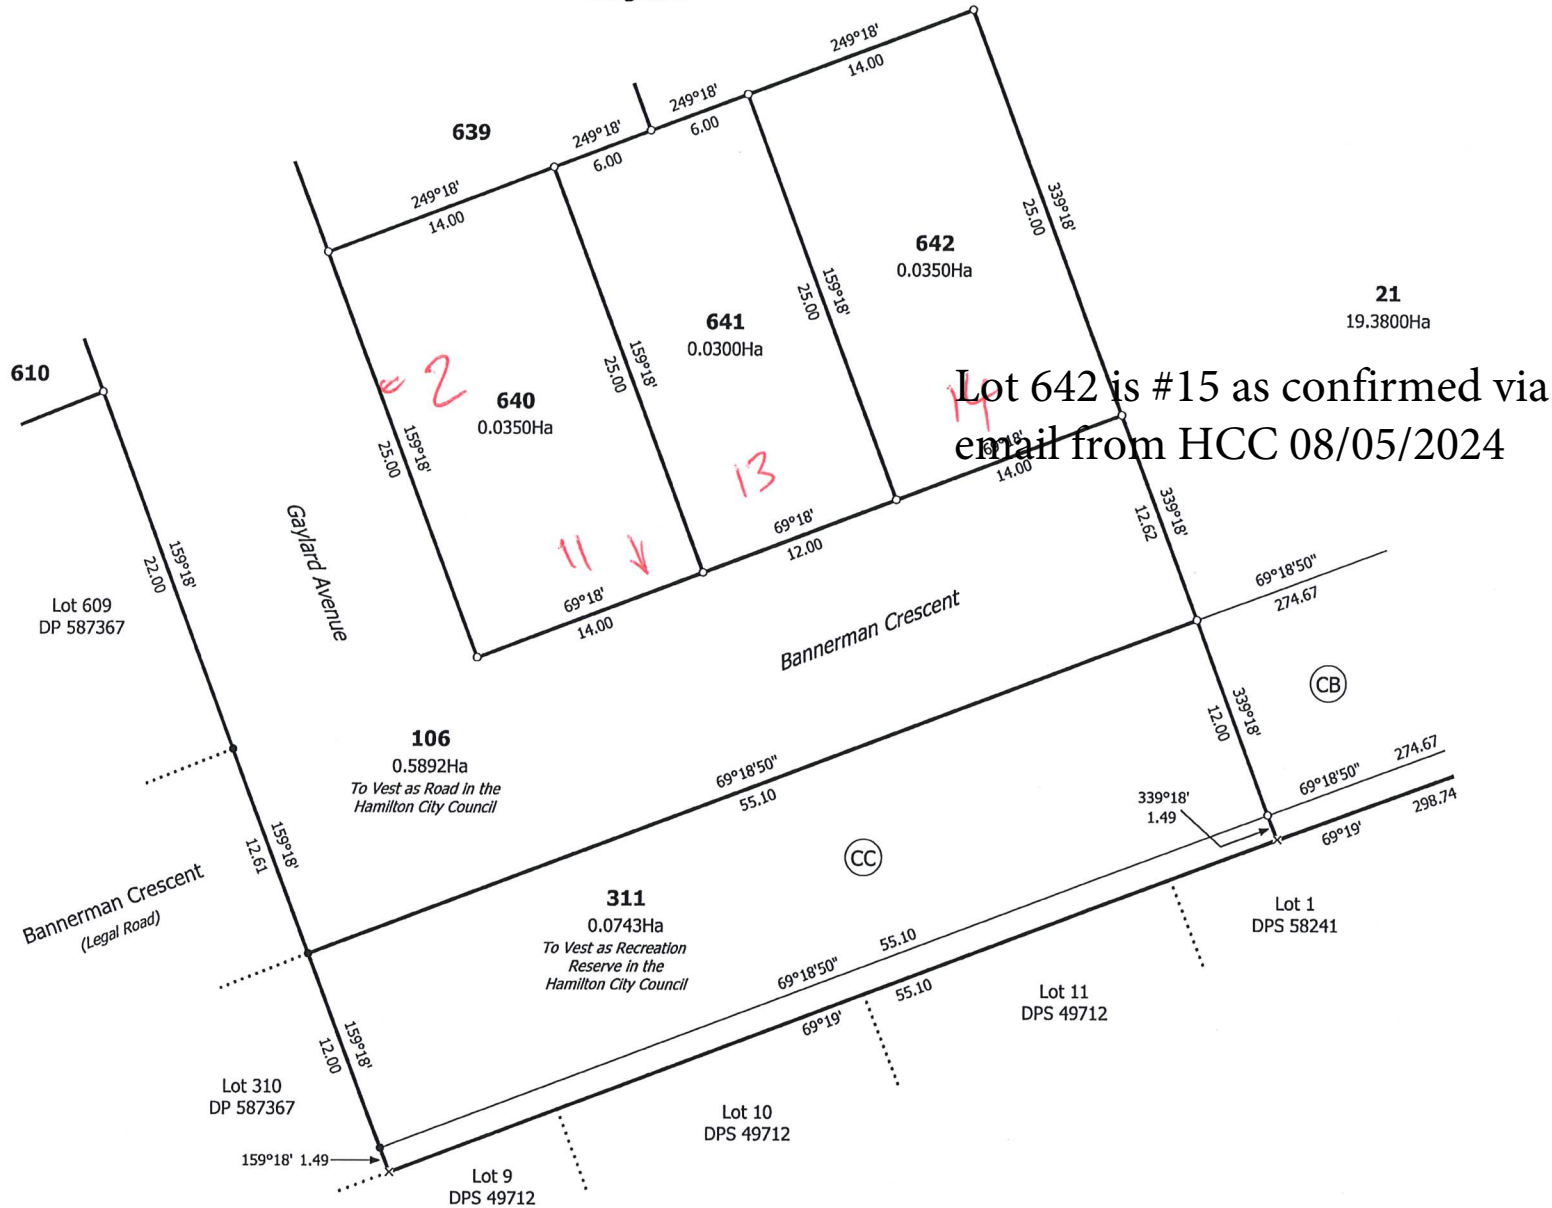 249°18'
14.00
249°18'
6.00
249°18'
6.00
639
249°18'
14.00
339°18'
25.00
642
0.0350Ha
159°18'
25.00
21
19.3800Ha
641
0.0300Ha
159°18'
25.00
610
2
640
0.0350Ha
14
Lot 642 is #15 as confirmed via
email from HCC 08/05/2024
69°18'
14.00
159°18'
25.00
13
69°18'
12.00
339°18'
12.62
Gaylard Avenue
11
69°18'
14.00
159°18'
22.00
69°18'50"
274.67
Lot 609
DP 587367
Bannerman Crescent
CB
339°18'
12.00
106
0.5892Ha
To Vest as Road in the
Hamilton City Council
69°18'50"
55.10
69°18'50"
274.67
339°18'
1.49
298.74
69°19'
159°18'
12.61
Bannerman Crescent
(Legal Road)
CC
311
0.0743Ha
To Vest as Recreation
Reserve in the
Hamilton City Council
Lot 1
DPS 58241
69°18'50"
55.10
69°19'
55.10
Lot 11
DPS 49712
159°18'
12.00
Lot 310
DP 587367
Lot 10
DPS 49712
159°18' 1.49
Lot 9
DPS 49712